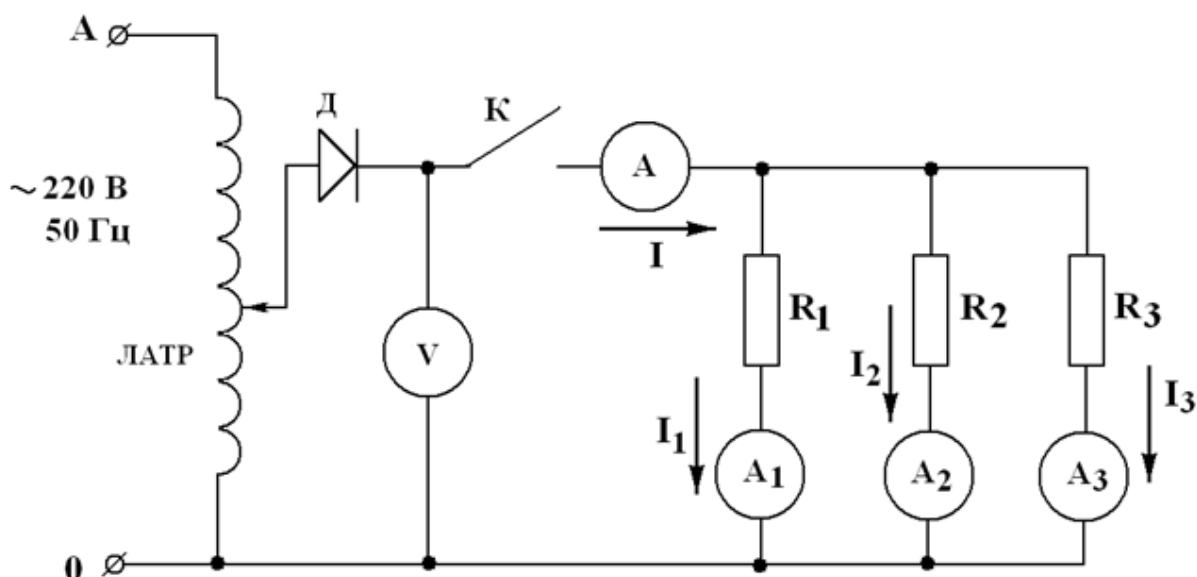 А
Д
К
А
~220 В
50 Гц
I
R₁
R₂
R₃
ЛАТР
V
I₁
I₂
I₃
А₁
А₂
А₃
0